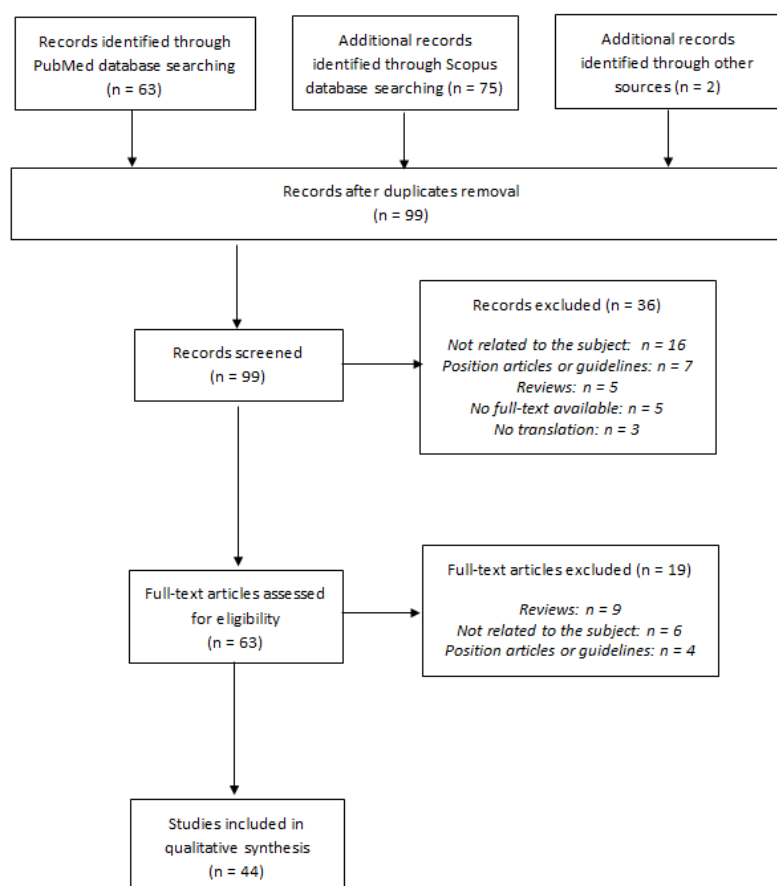 Records identified through
PubMed database searching
(n = 63)
Additional records
identified through Scopus
database searching (n = 75)
Additional records
identified through other
sources (n = 2)
Records after duplicates removal
(n = 99)
Records screened
(n = 99)
Records excluded (n = 36)
Not related to the subject: n = 16
Position articles or guidelines: n = 7
Reviews: n = 5
No full-text available: n = 5
No translation: n = 3
Full-text articles assessed
for eligibility
(n = 63)
Full-text articles excluded (n = 19)
Reviews: n = 9
Not related to the subject: n = 6
Position articles or guidelines: n = 4
Studies included in
qualitative synthesis
(n = 44)